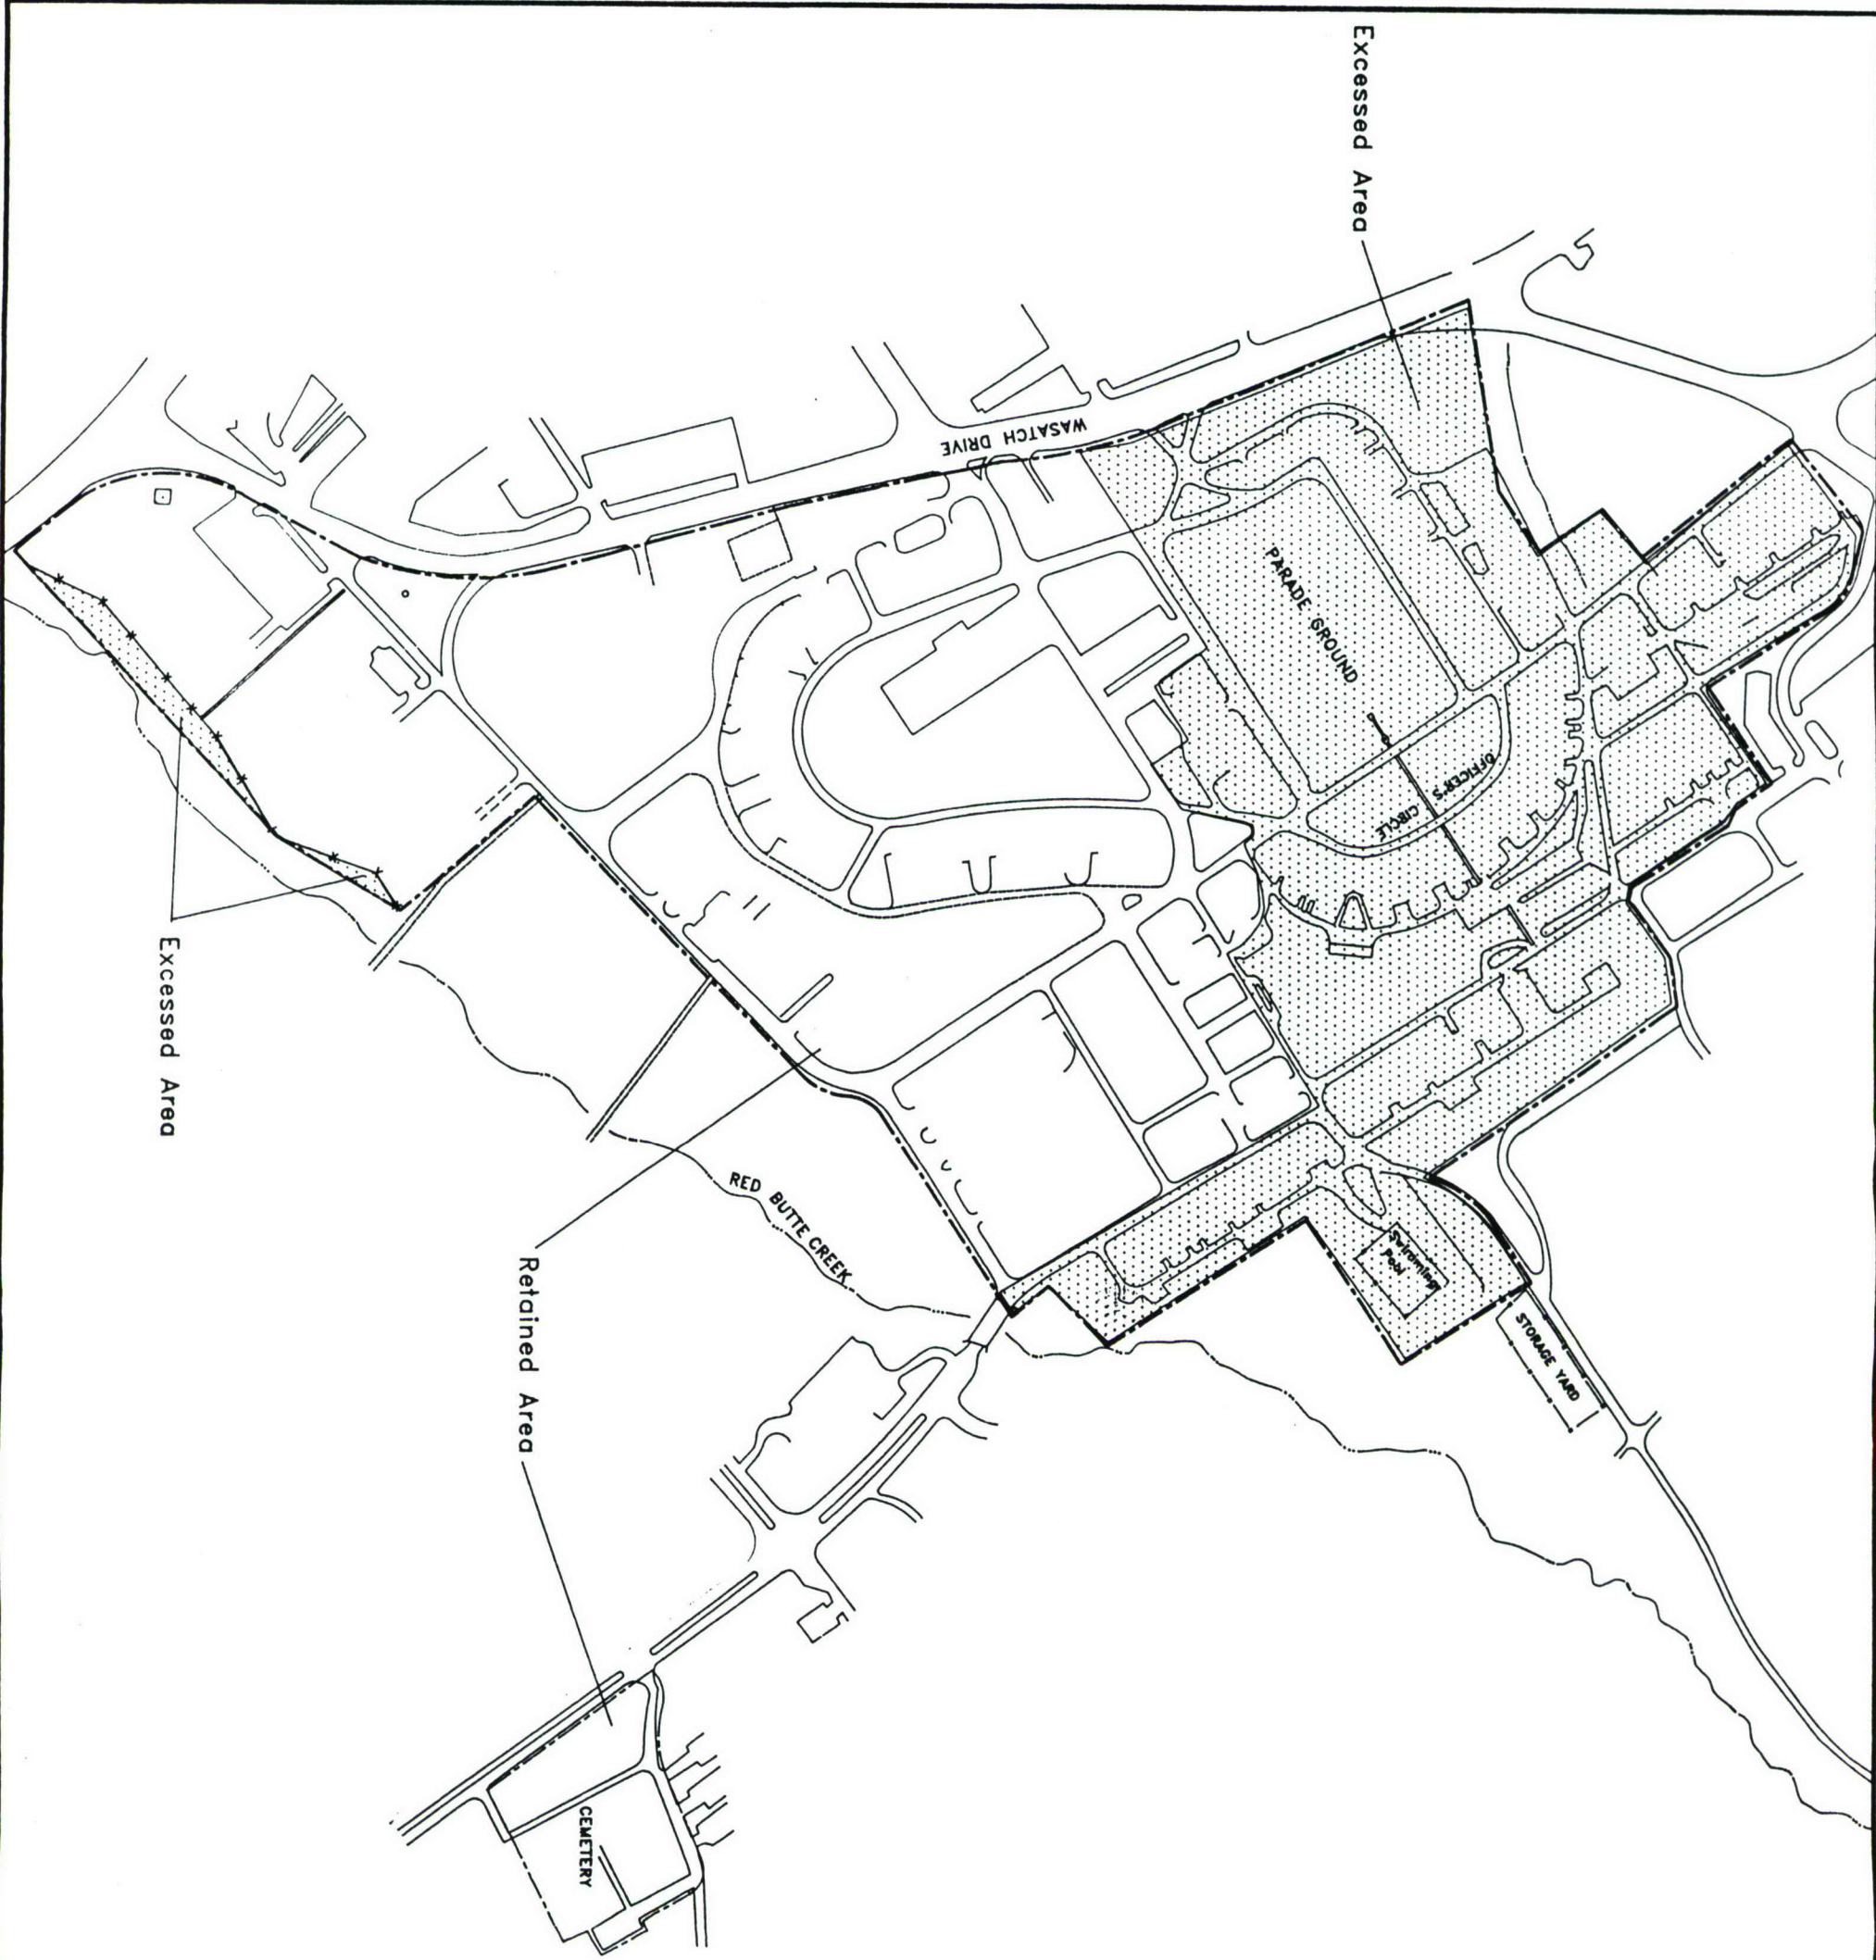 Excessed Area
WASATCH DRIVE
PARADE GROUND
OFFICER'S
CIRCLE
Excessed Area
RED BUTTE CREEK
Swimming
Pool
STORAGE YARD
Retained Area
CEMETERY